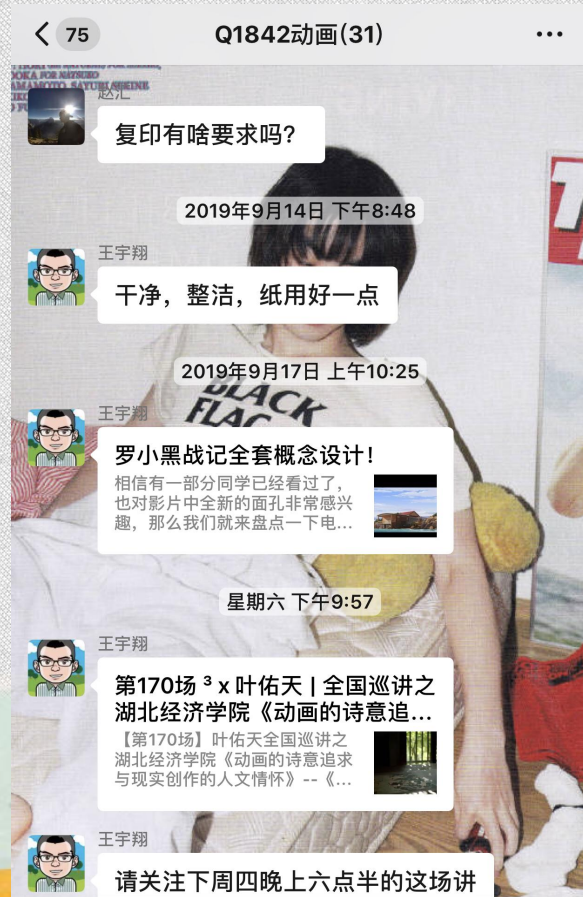 75
Q1842动画(31)
赵汇
复印有啥要求吗？
2019年9月14日 下午8:48
王宇翔
干净，整洁，纸用好一点
2019年9月17日 上午10:25
BLACK
FLAG
王宇翔
罗小黑战记全套概念设计！
相信有一部分同学已经看过了，
也对影片中全新的面孔非常感兴
趣，那么我们就来盘点一下电...
星期六 下午9:57
王宇翔
第170场 ³ x 叶佑天 | 全国巡讲之
湖北经济学院《动画的诗意追...
【第170场】叶佑天全国巡讲之
湖北经济学院《动画的诗意追求
与现实创作的人文情怀》--《...
王宇翔
请关注下周四晚上六点半的这场讲